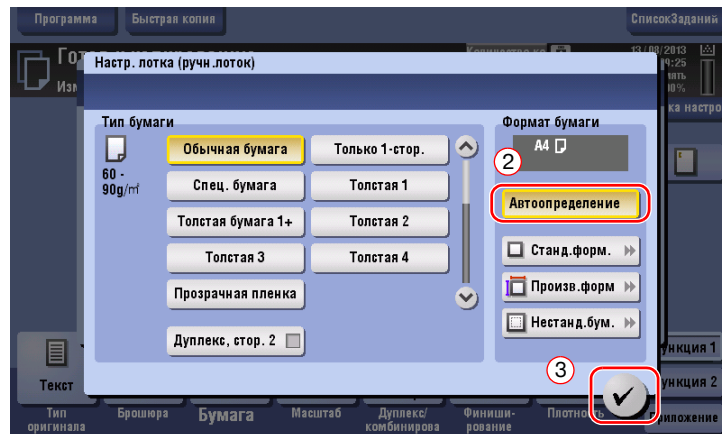 Программа
Быстрая копия
СписокЗаданий
13/08/2013
Настр. лотка (ручн.лоток)
Тип бумаги
Формат бумаги
60 -
90g/㎡
Обычная бумага
Только 1-стор.
Спец. бумага
Толстая 1
Толстая бумага 1+
Толстая 2
Толстая 3
Толстая 4
Прозрачная пленка
Дуплекс, стор. 2
A4
2
Автоопределение
Станд.форм.
Произв.форм
Нестанд.бум.
3
Текст
Тип
оригинала
Брошюра
Бумага
Масштаб
Дуплекс/
комбинирова
Финиши-
рование
Плотность